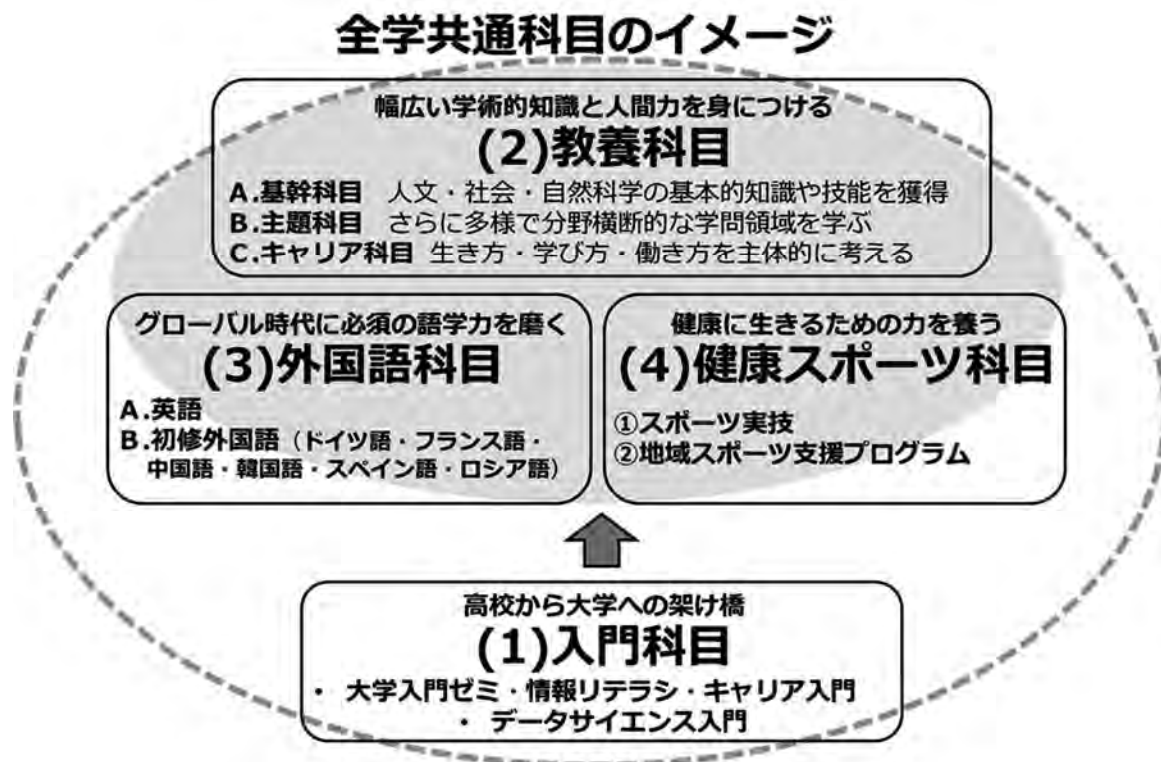 全学共通科目のイメージ
幅広い学術的知識と人間力を身につける
(2)教養科目
A.基幹科目 人文・社会・自然科学の基本的知識や技能を獲得
B.主題科目 さらに多様で分野横断的な学問領域を学ぶ
C.キャリア科目 生き方・学び方・働き方を主体的に考える
グローバル時代に必須の語学力を磨く
(3)外国語科目
A.英語
B.初修外国語（ドイツ語・フランス語・
中国語・韓国語・スペイン語・ロシア語）
健康に生きるための力を養う
(4)健康スポーツ科目
①スポーツ実技
②地域スポーツ支援プログラム
高校から大学への架け橋
(1)入門科目
・ 大学入門ゼミ・情報リテラシ・キャリア入門
・ データサイエンス入門